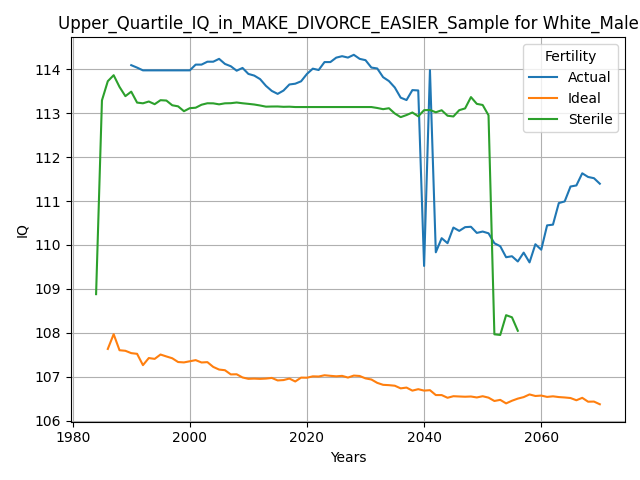 Upper_Quartile_IQ_in_MAKE_DIVORCE_EASIER_Sample for White_Male
Fertility
Actual
Ideal
Sterile
114
113
112
111
110
109
108
107
106
IQ
1980
2000
2020
2040
2060
Years